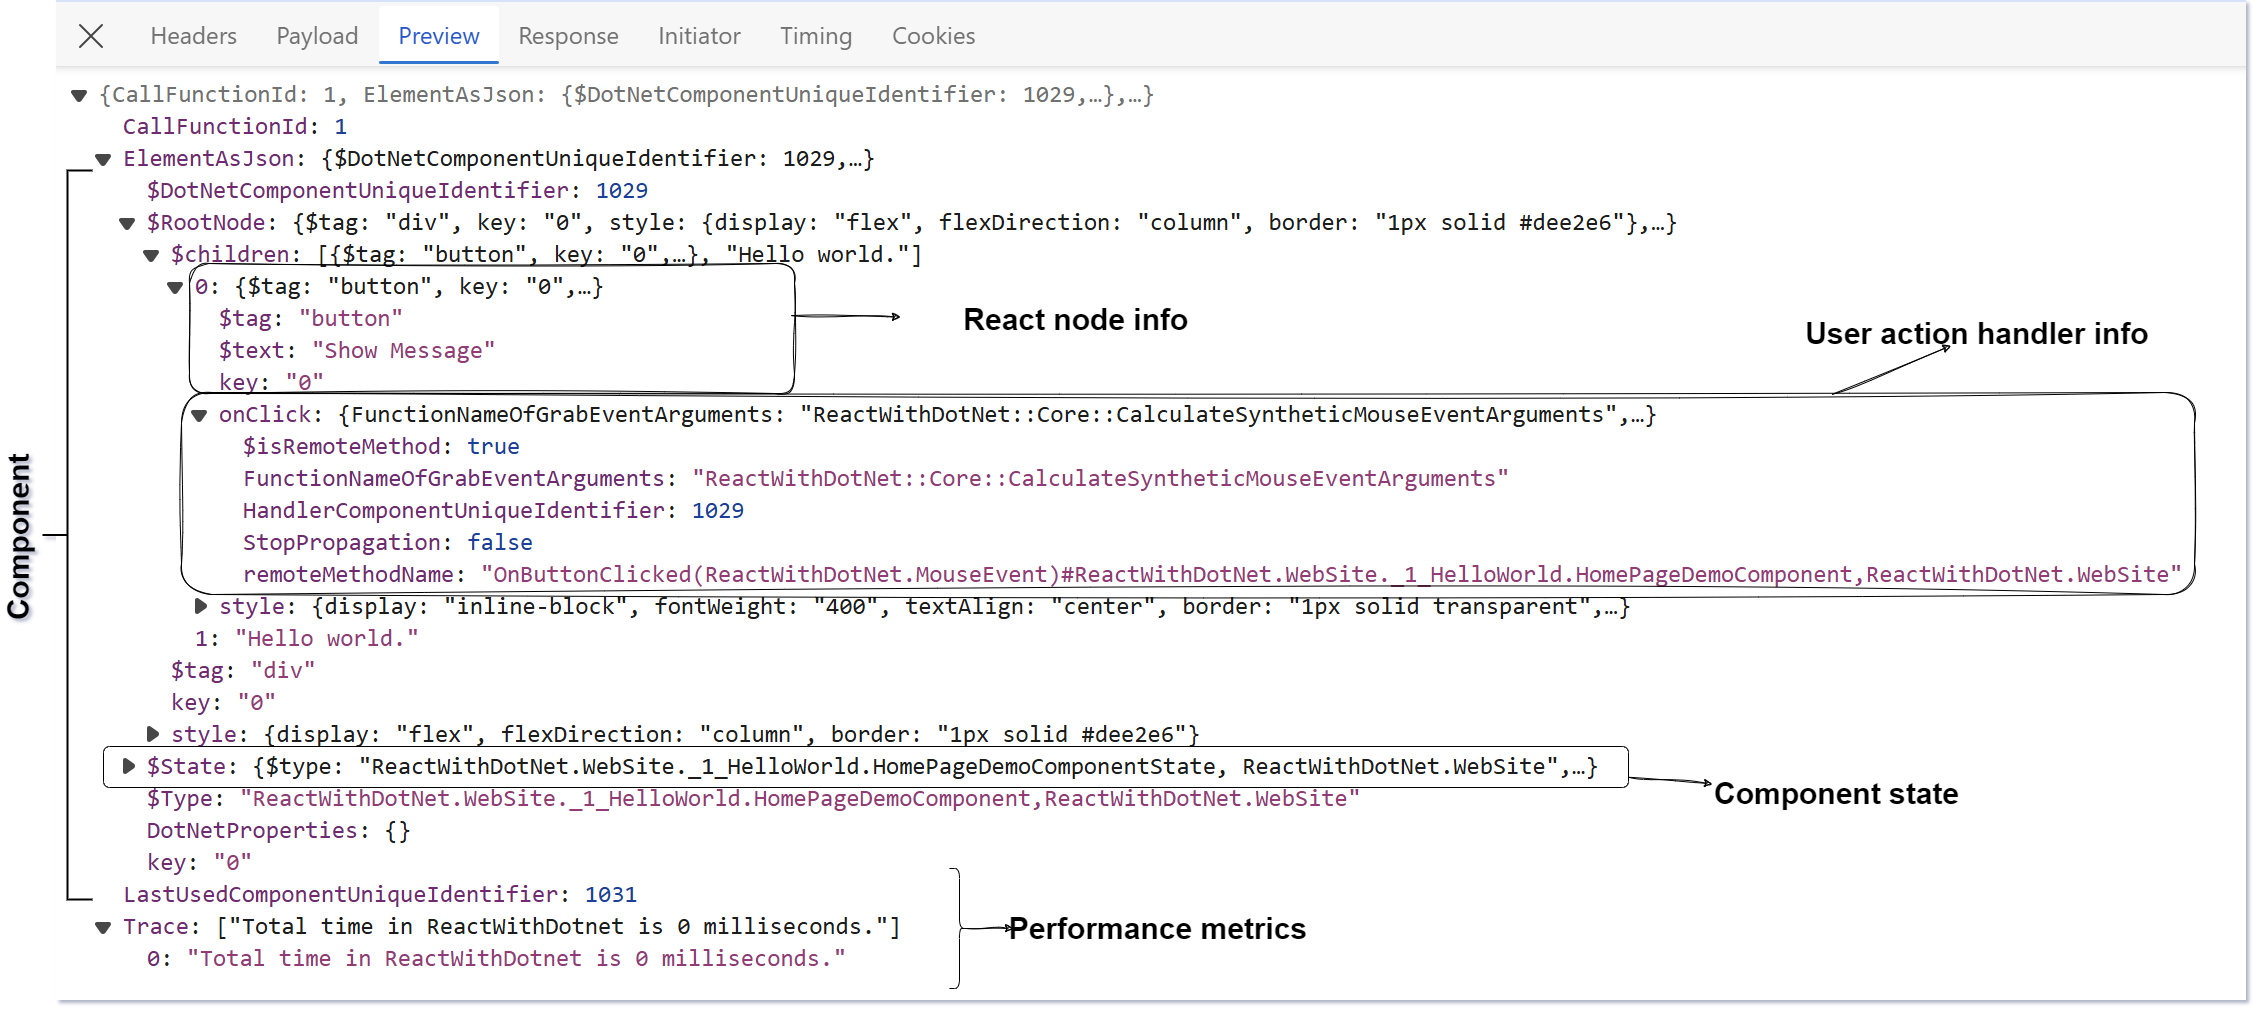 Headers Payload Preview Response Initiator Timing Cookies
{CallFunctionId: 1, ElementAsJson: {$DotNetComponentUniqueIdentifier: 1029,…},…}
CallFunctionId: 1
ElementAsJson: {$DotNetComponentUniqueIdentifier: 1029,…}
$DotNetComponentUniqueIdentifier: 1029
$RootNode: {$tag: "div", key: "0", style: {display: "flex", flexDirection: "column", border: "1px solid #dee2e6"},…}
$children: [{$tag: "button", key: "0",…}, "Hello world."]
0: {$tag: "button", key: "0",…}
$tag: "button"
React node info
$text: "Show Message"
User action handler info
key: "0"
onClick: {FunctionNameOfGrabEventArguments: "ReactWithDotNet::Core::CalculateSyntheticMouseEventArguments",…}
$isRemoteMethod: true
FunctionNameOfGrabEventArguments: "ReactWithDotNet::Core::CalculateSyntheticMouseEventArguments"
HandlerComponentUniqueIdentifier: 1029
Component
StopPropagation: false
remoteMethodName: "OnButtonClicked(ReactWithDotNet.MouseEvent)#ReactWithDotNet.WebSite._1_HelloWorld.HomePageDemoComponent,ReactWithDotNet.WebSite"
style: {display: "inline-block", fontWeight: "400", textAlign: "center", border: "1px solid transparent",…}
1: "Hello world."
$tag: "div"
key: "0"
style: {display: "flex", flexDirection: "column", border: "1px solid #dee2e6"}
$State: {$type: "ReactWithDotNet.WebSite._1_HelloWorld.HomePageDemoComponentState, ReactWithDotNet.WebSite",…}
$Type: "ReactWithDotNet.WebSite._1_HelloWorld.HomePageDemoComponent,ReactWithDotNet.WebSite"
Component state
DotNetProperties: {}
key: "0"
LastUsedComponentUniqueIdentifier: 1031
Trace: ["Total time in ReactWithDotnet is 0 milliseconds."]
Performance metrics
0: "Total time in ReactWithDotnet is 0 milliseconds."